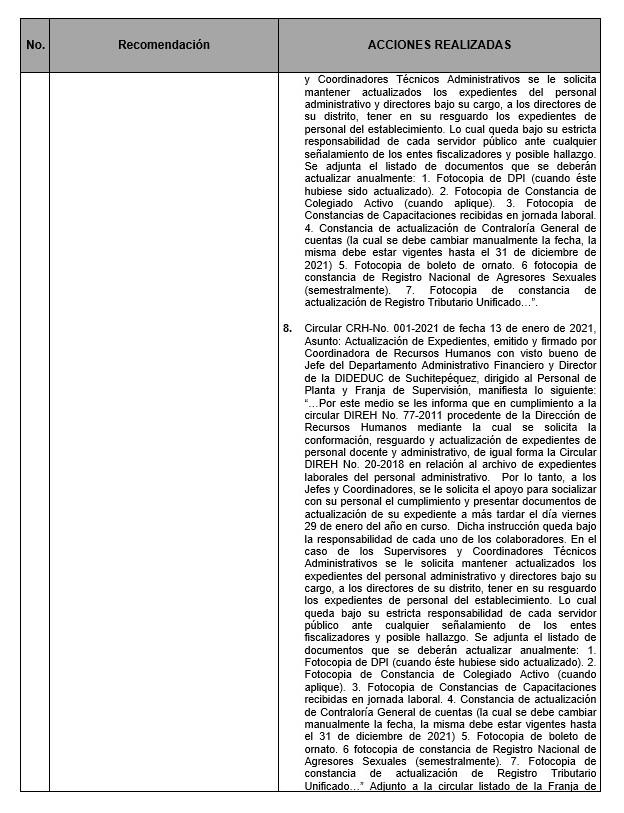 No.
Recomendación
ACCIONES REALIZADAS
y Coordinadores Técnicos Administrativos se le solicita
mantener actualizados los expedientes del personal
administrativo y directores bajo su cargo, a los directores de
su distrito, tener en su resguardo los expedientes de
personal del establecimiento. Lo cual queda bajo su estricta
responsabilidad de cada servidor público ante cualquier
señalamiento de los entes fiscalizadores y posible hallazgo.
Se adjunta el listado de documentos que se deberán
actualizar anualmente: 1. Fotocopia de DPI (cuando éste
hubiese sido actualizado). 2. Fotocopia de Constancia de
Colegiado Activo (cuando aplique). 3. Fotocopia de
Constancias de Capacitaciones recibidas en jornada laboral.
4. Constancia de actualización de Contraloría General de
cuentas (la cual se debe cambiar manualmente la fecha, la
misma debe estar vigentes hasta el 31 de diciembre de
2021) 5. Fotocopia de boleto de ornato. 6 fotocopia de
constancia de Registro Nacional de Agresores Sexuales
(semestralmente). 7. Fotocopia de constancia de
actualización de Registro Tributario Unificado…”.
8. Circular CRH-No. 001-2021 de fecha 13 de enero de 2021,
Asunto: Actualización de Expedientes, emitido y firmado por
Coordinadora de Recursos Humanos con visto bueno de
Jefe del Departamento Administrativo Financiero y Director
de la DIDEDUC de Suchitepéquez, dirigido al Personal de
Planta y Franja de Supervisión, manifiesta lo siguiente:
“…Por este medio se les informa que en cumplimiento a la
circular DIREH No. 77-2011 procedente de la Dirección de
Recursos Humanos mediante la cual se solicita la
conformación, resguardo y actualización de expedientes de
personal docente y administrativo, de igual forma la Circular
DIREH No. 20-2018 en relación al archivo de expedientes
laborales del personal administrativo. Por lo tanto, a los
Jefes y Coordinadores, se le solicita el apoyo para socializar
con su personal el cumplimiento y presentar documentos de
actualización de su expediente a más tardar el día viernes
29 de enero del año en curso. Dicha instrucción queda bajo
la responsabilidad de cada uno de los colaboradores. En el
caso de los Supervisores y Coordinadores Técnicos
Administrativos se le solicita mantener actualizados los
expedientes del personal administrativo y directores bajo su
cargo, a los directores de su distrito, tener en su resguardo
los expedientes de personal del establecimiento. Lo cual
queda bajo su estricta responsabilidad de cada servidor
público ante cualquier señalamiento de los entes
fiscalizadores y posible hallazgo. Se adjunta el listado de
documentos que se deberán actualizar anualmente: 1.
Fotocopia de DPI (cuando éste hubiese sido actualizado). 2.
Fotocopia de Constancia de Colegiado Activo (cuando
aplique). 3. Fotocopia de Constancias de Capacitaciones
recibidas en jornada laboral. 4. Constancia de actualización
de Contraloría General de cuentas (la cual se debe cambiar
manualmente la fecha, la misma debe estar vigentes hasta
el 31 de diciembre de 2021) 5. Fotocopia de boleto de
ornato. 6 fotocopia de constancia de Registro Nacional de
Agresores Sexuales (semestralmente). 7. Fotocopia de
constancia de actualización de Registro Tributario
Unificado…” Adjunto a la circular listado de la Franja de